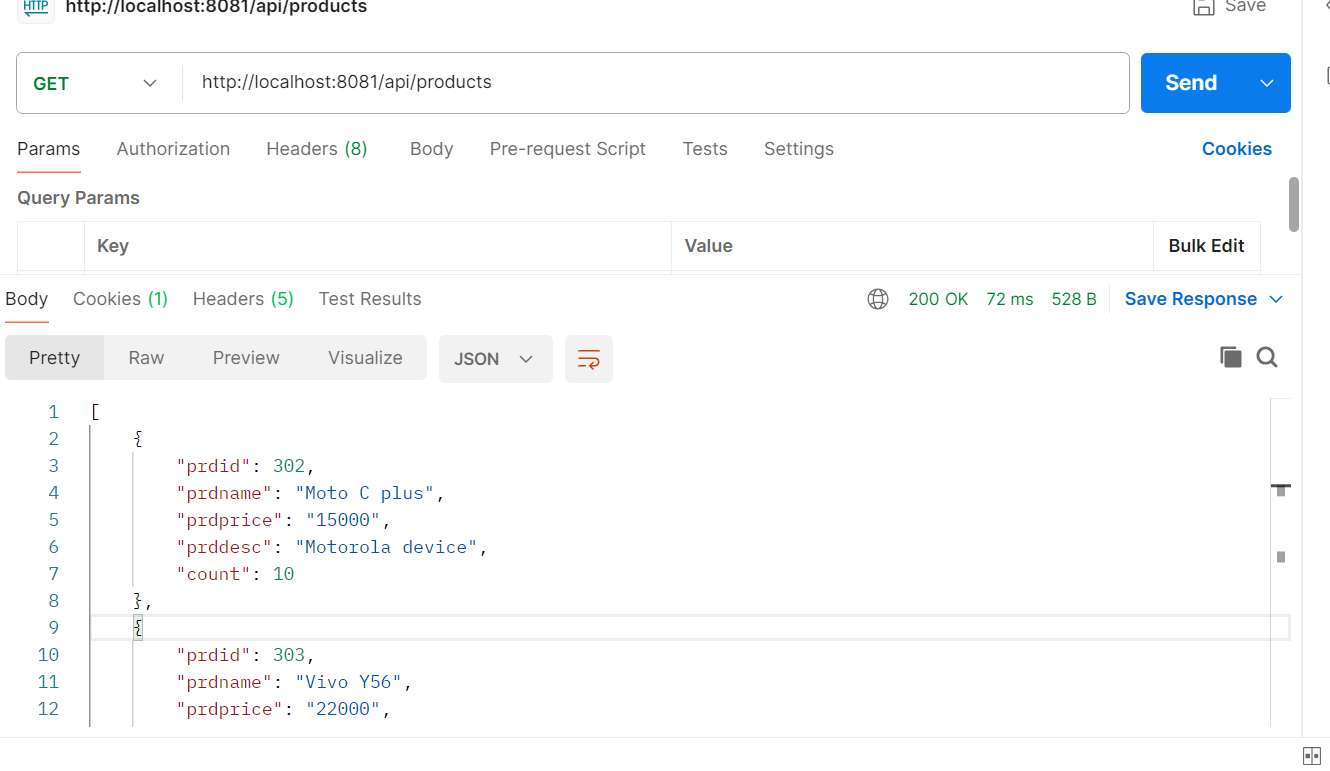 HTTP http://localhost:8081/api/products Save
GET http://localhost:8081/api/products Send
Params Authorization Headers (8) Body Pre-request Script Tests Settings Cookies
Query Params
Key Value Bulk Edit
Body Cookies (1) Headers (5) Test Results 200 OK 72 ms 528 B Save Response
Pretty Raw Preview Visualize JSON
1 [
2 {
3 "prdid": 302,
4 "prdname": "Moto C plus",
5 "prdprice": "15000",
6 "prddesc": "Motorola device",
7 "count": 10
8 },
9 {
10 "prdid": 303,
11 "prdname": "Vivo Y56",
12 "prdprice": "22000",